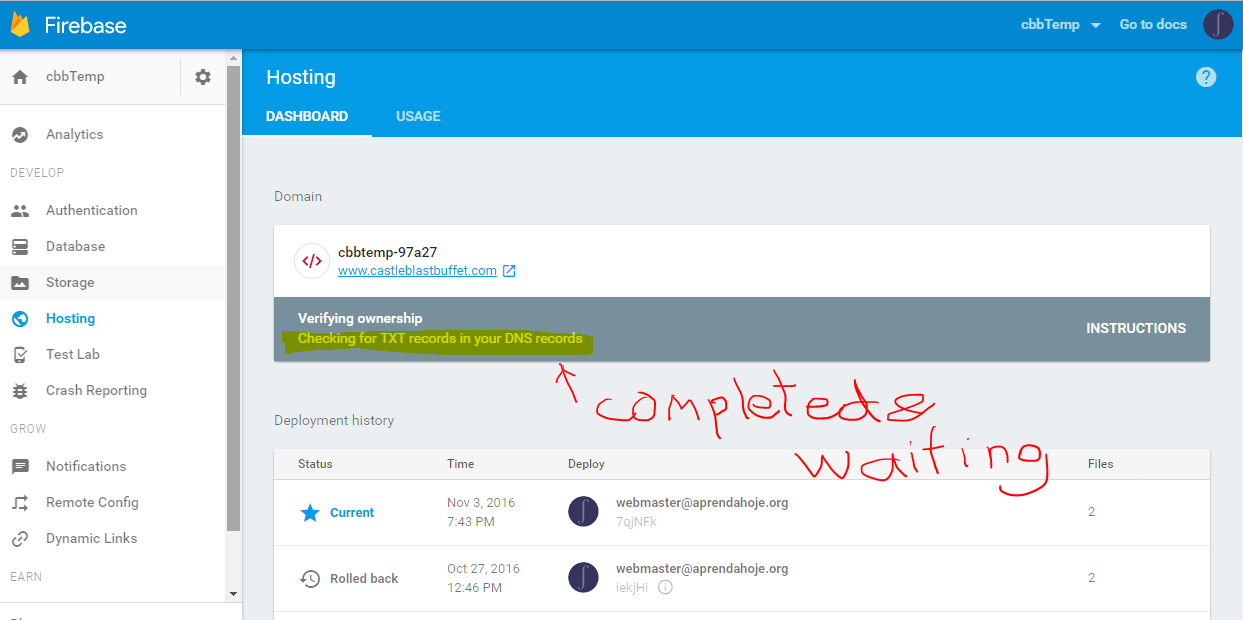 Firebase
cbbTemp
Go to docs
cbbTemp
Analytics
DEVELOP
Authentication
Database
Storage
Hosting
Test Lab
Crash Reporting
GROW
Notifications
Remote Config
Dynamic Links
EARN
Hosting
DASHBOARD USAGE
Domain
cbbtemp-97a27
www.castleblastbuffet.com
Verifying ownership
Checking for TXT records in your DNS records
INSTRUCTIONS
completed &
waiting
Deployment history
Status Time Deploy Files
Current Nov 3, 2016 7:43 PM webmaster@aprendahoje.org 7qjNFk 2
Rolled back Oct 27, 2016 12:46 PM webmaster@aprendahoje.org iekjHi 2